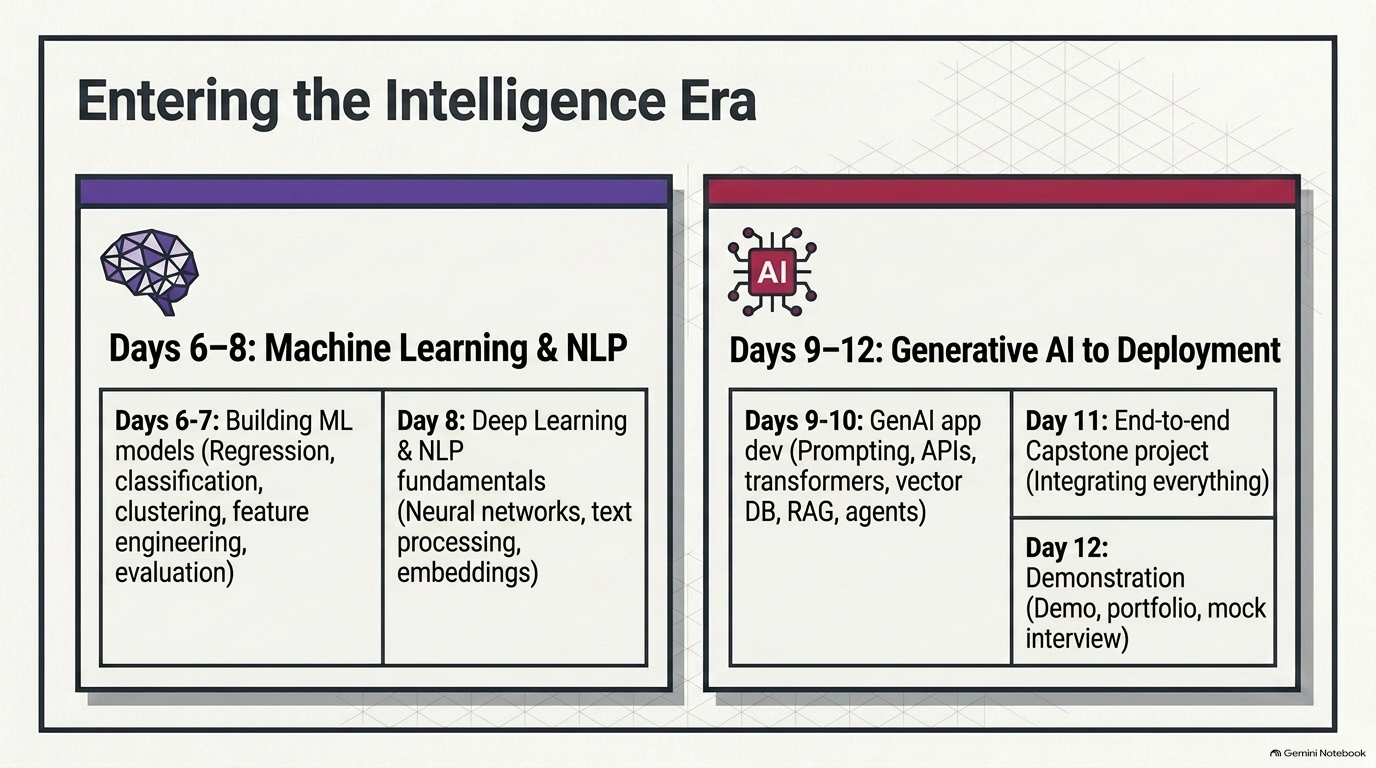 Entering the Intelligence Era
Days 6–8: Machine Learning & NLP
Days 6-7: Building ML
models (Regression,
classification,
clustering, feature
engineering,
evaluation)
Day 8: Deep Learning
& NLP
fundamentals
(Neural networks, text
processing,
embeddings)
AI
Days 9–12: Generative AI to Deployment
Days 9-10: GenAI app
dev (Prompting, APIs,
transformers, vector
DB, RAG, agents)
Day 11: End-to-end
Capstone project
(Integrating everything)
Day 12:
Demonstration
(Demo, portfolio, mock
interview)
Gemini Notebook